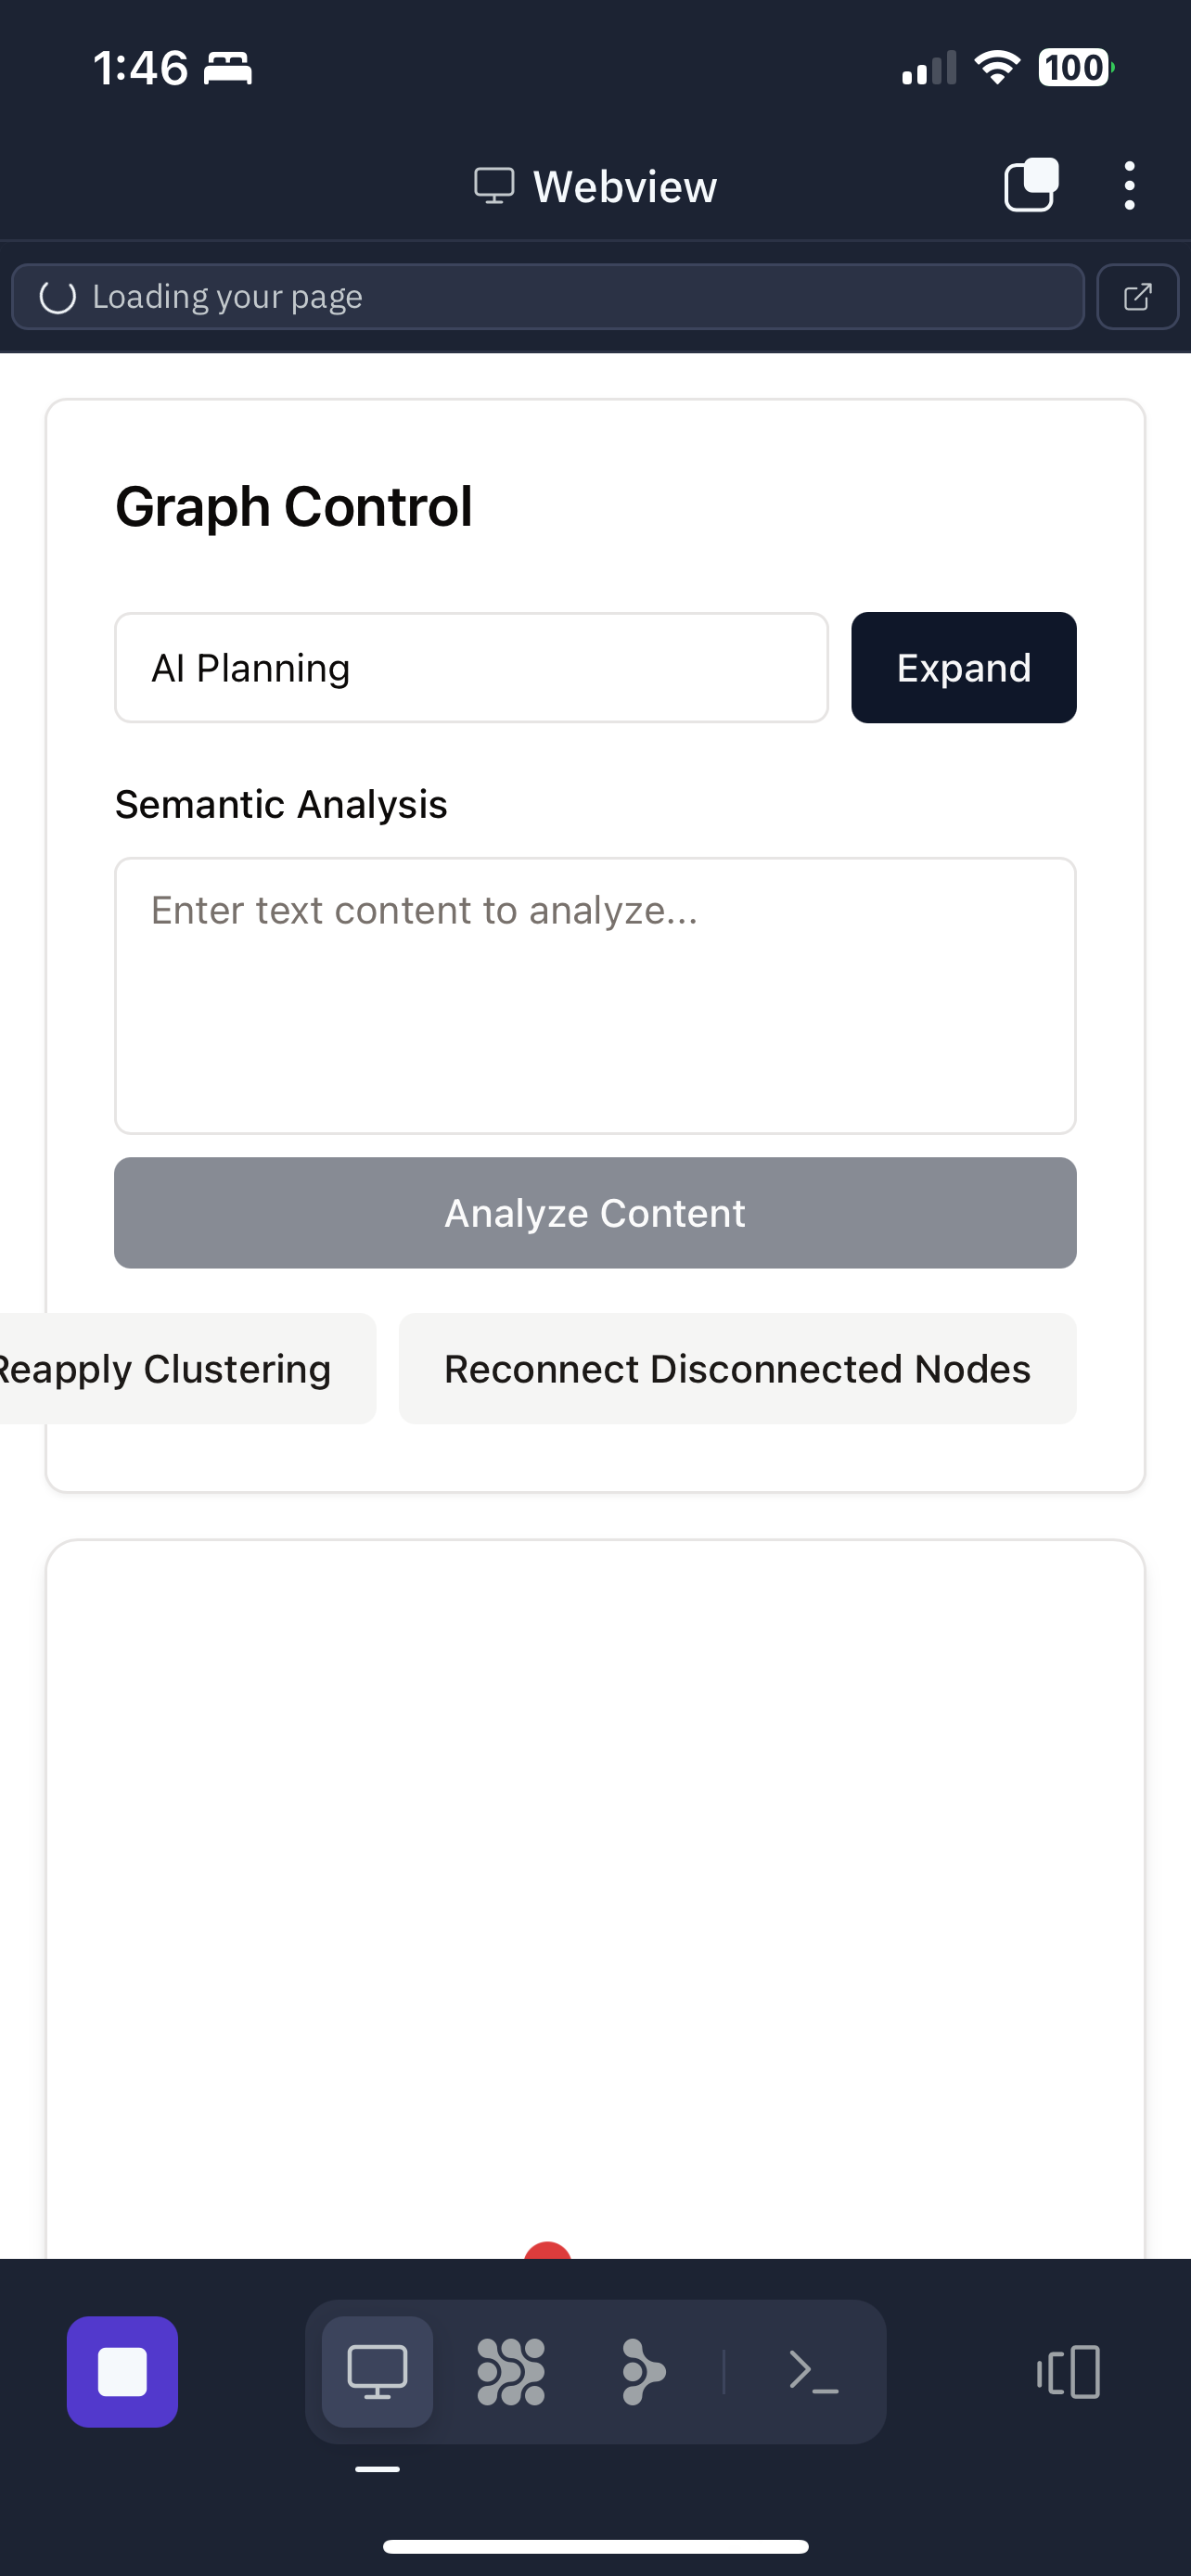 1:46
100
Webview
Loading your page
Graph Control
AI Planning
Expand
Semantic Analysis
Enter text content to analyze...
Analyze Content
Reapply Clustering
Reconnect Disconnected Nodes